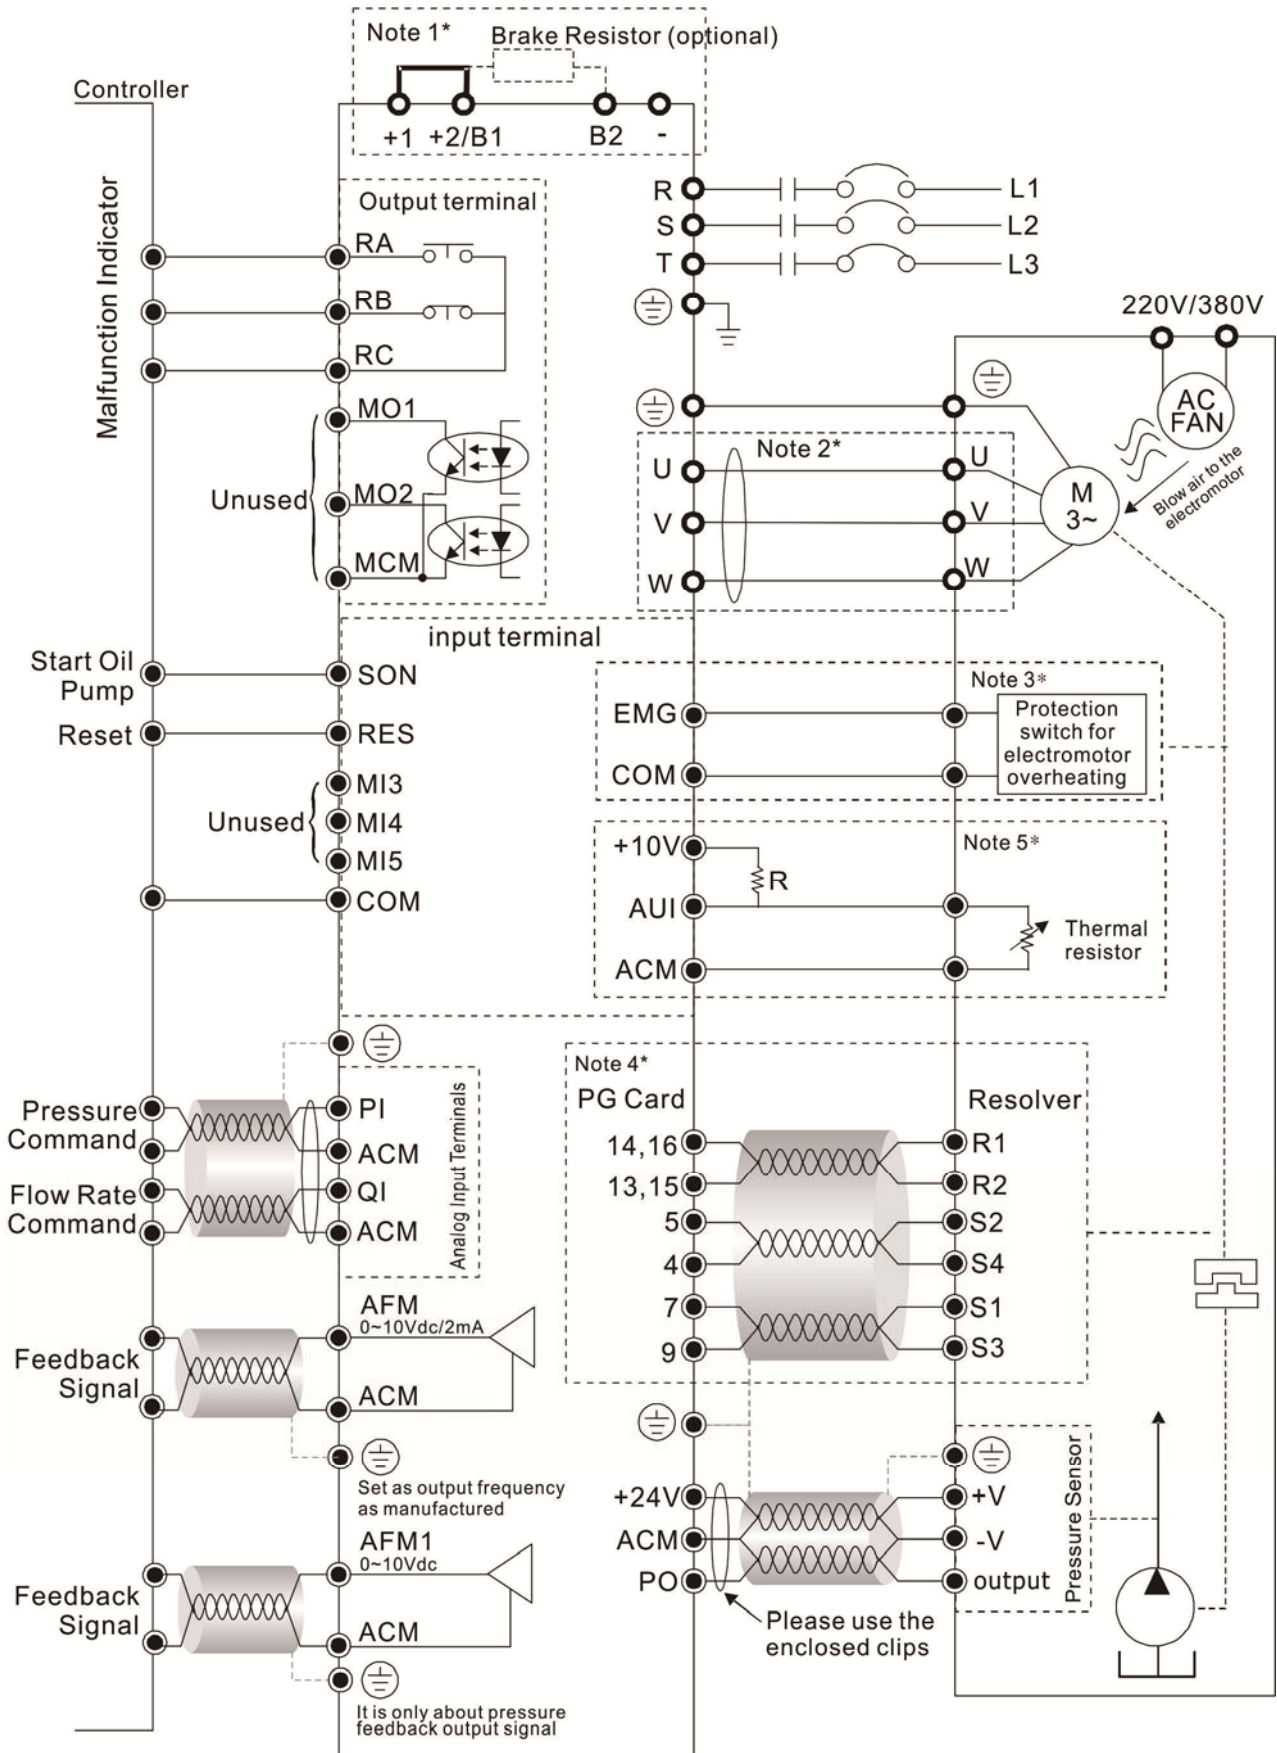 Note 1*
Brake Resistor (optional)
Controller
+1
+2/B1
B2
-
Malfunction Indicator
Output terminal
RA
RB
RC
MO1
MO2
MCM
Unused
R
S
T
L1
L2
L3
220V/380V
AC
FAN
Blow air to the
electromotor
Note 2*
U
V
W
U
V
W
M
3~
input terminal
Start Oil
Pump
SON
Reset
RES
MI3
Unused
MI4
MI5
COM
Note 3*
EMG
COM
Protection
switch for
electromotor
overheating
Note 5*
+10V
R
AUI
ACM
Thermal
resistor
Pressure
Command
Flow Rate
Command
PI
ACM
QI
ACM
Analog Input Terminals
Note 4*
PG Card
Resolver
14,16
13,15
5
4
7
9
R1
R2
S2
S4
S1
S3
Feedback
Signal
AFM
0~10Vdc/2mA
ACM
Set as output frequency
as manufactured
Feedback
Signal
AFM1
0~10Vdc
ACM
It is only about pressure
feedback output signal
+24V
ACM
PO
+V
-V
output
Pressure Sensor
Please use the
enclosed clips